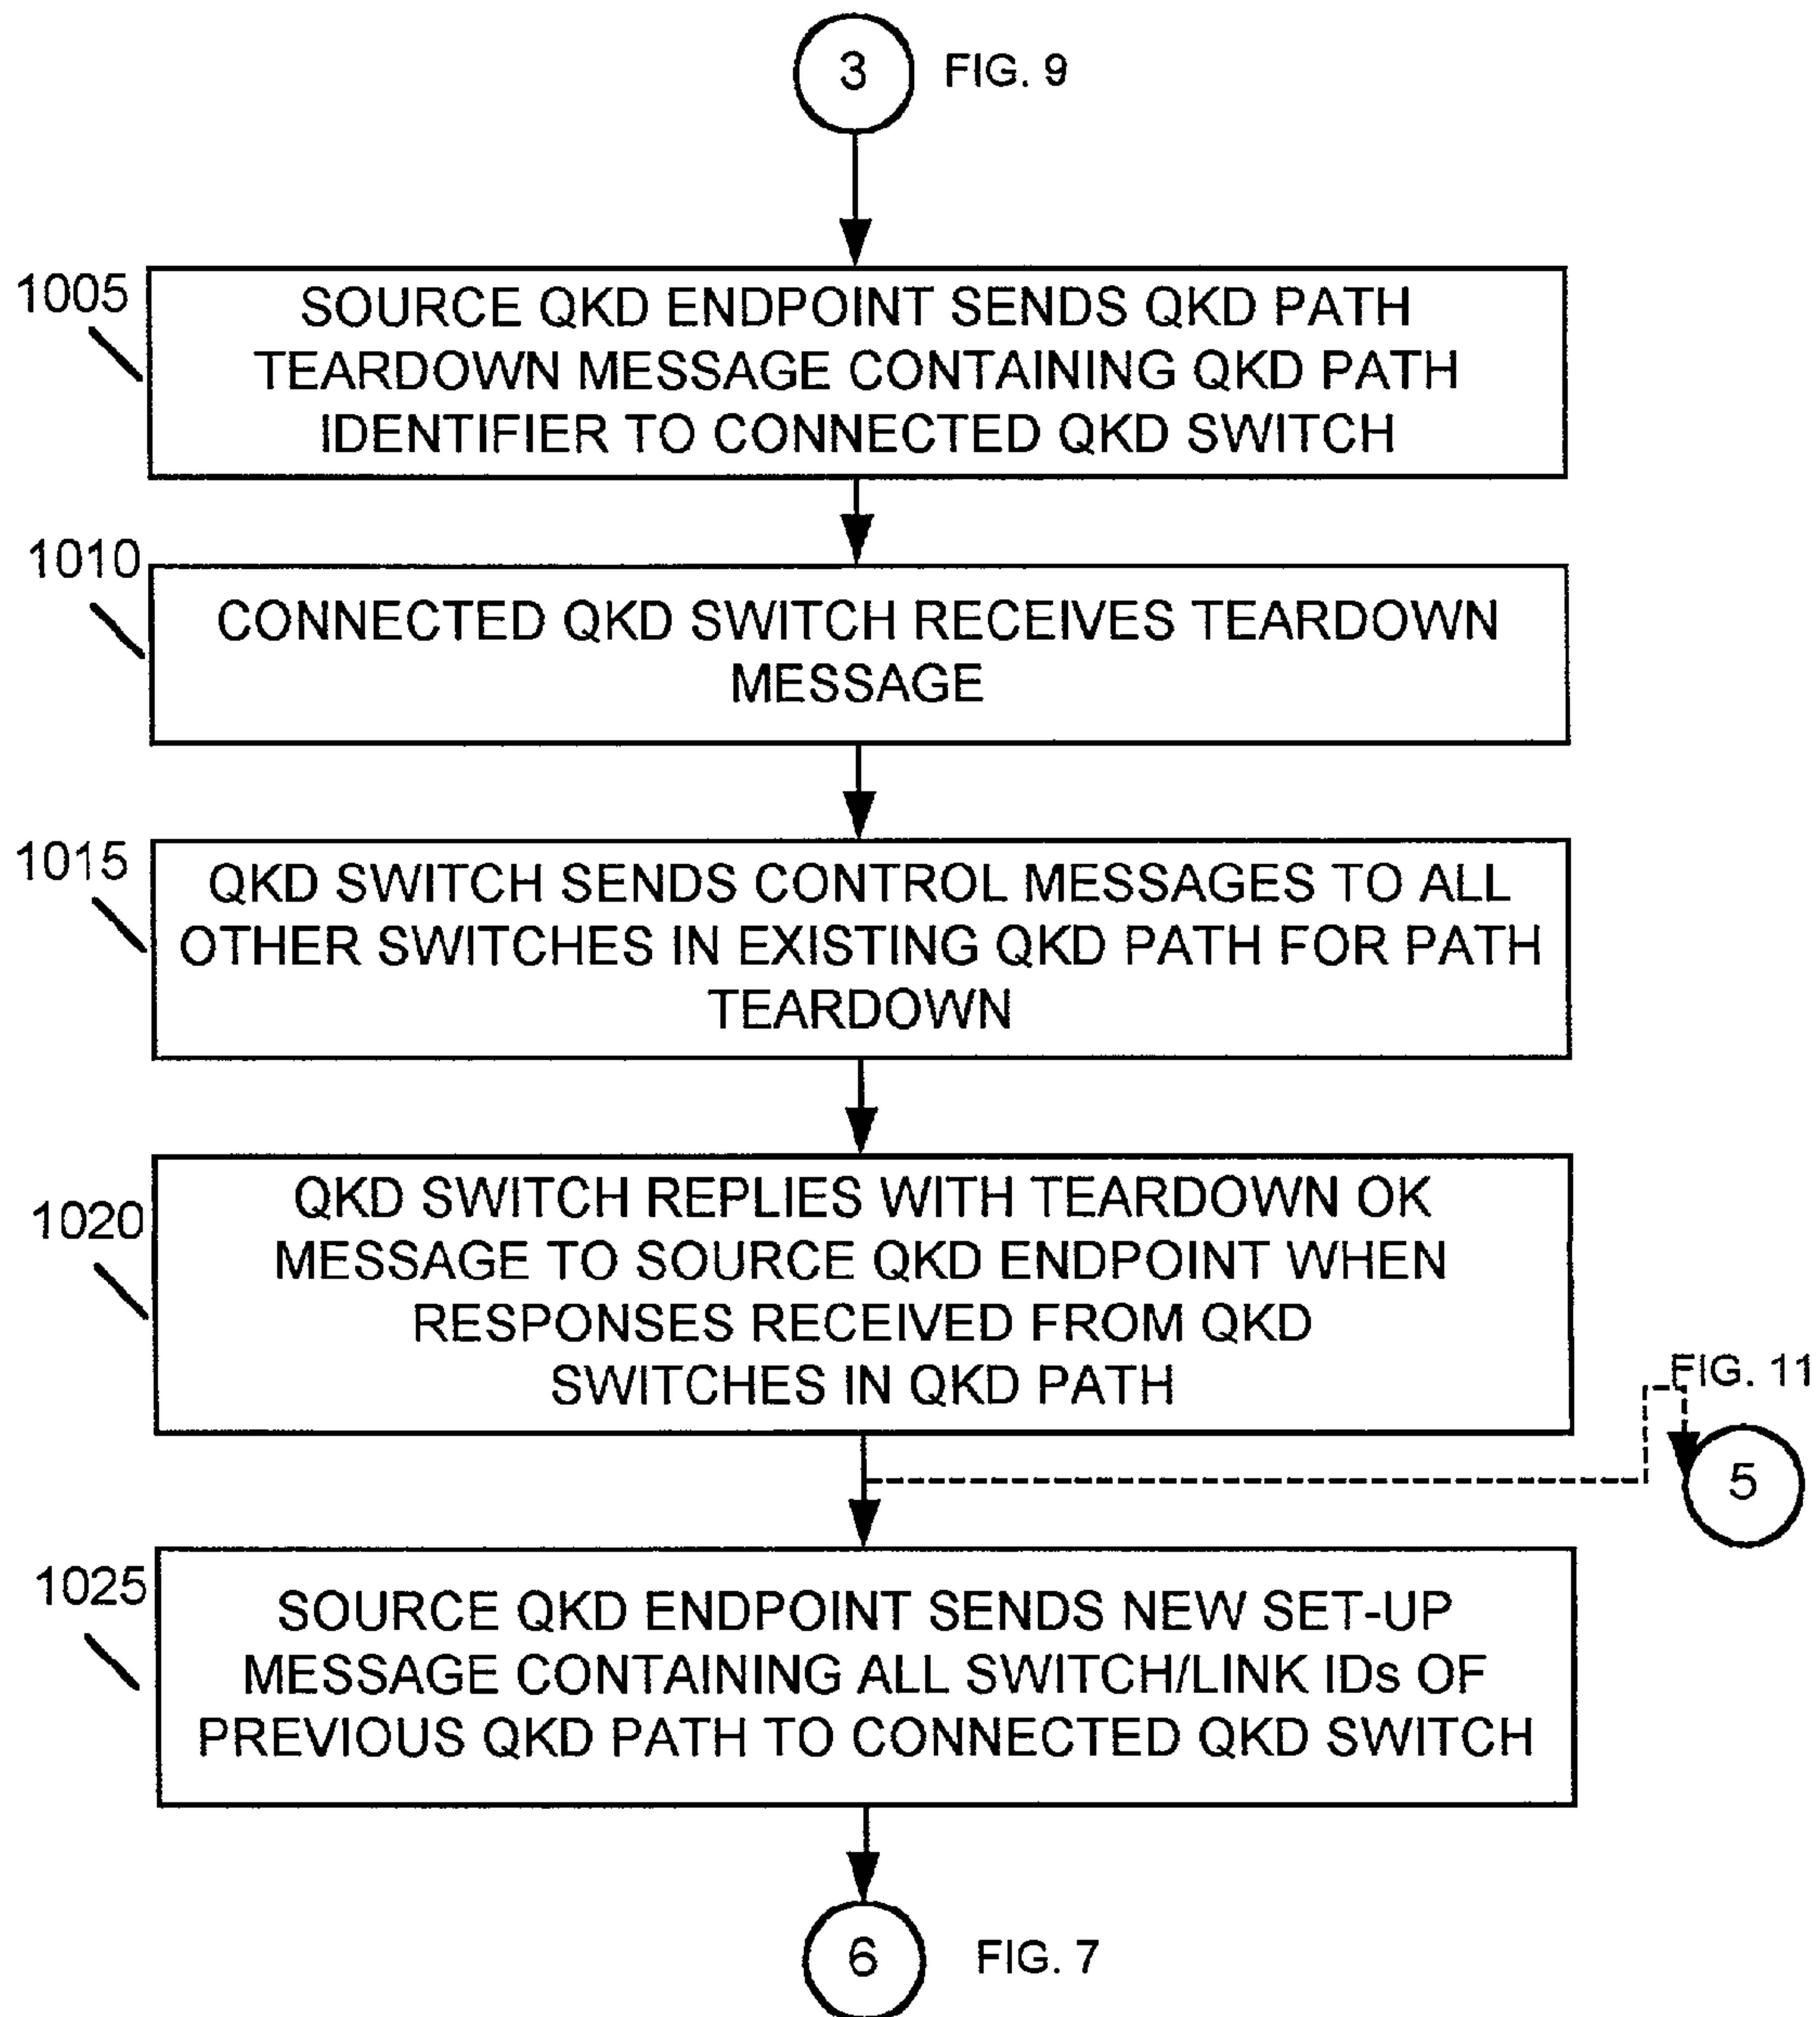 3 FIG. 9
1005
SOURCE QKD ENDPOINT SENDS QKD PATH
TEARDOWN MESSAGE CONTAINING QKD PATH
IDENTIFIER TO CONNECTED QKD SWITCH
1010
CONNECTED QKD SWITCH RECEIVES TEARDOWN
MESSAGE
1015
QKD SWITCH SENDS CONTROL MESSAGES TO ALL
OTHER SWITCHES IN EXISTING QKD PATH FOR PATH
TEARDOWN
1020
QKD SWITCH REPLIES WITH TEARDOWN OK
MESSAGE TO SOURCE QKD ENDPOINT WHEN
RESPONSES RECEIVED FROM QKD
SWITCHES IN QKD PATH
FIG. 11
5
1025
SOURCE QKD ENDPOINT SENDS NEW SET-UP
MESSAGE CONTAINING ALL SWITCH/LINK IDs OF
PREVIOUS QKD PATH TO CONNECTED QKD SWITCH
6 FIG. 7